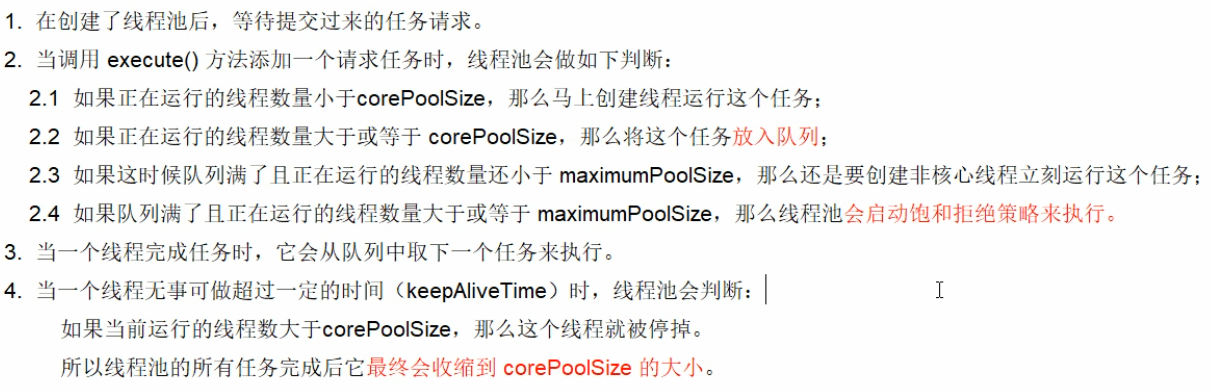 1. 在创建了线程池后，等待提交过来的任务请求。
2. 当调用 execute() 方法添加一个请求任务时，线程池会做如下判断：
2.1 如果正在运行的线程数量小于corePoolSize，那么马上创建线程运行这个任务；
2.2 如果正在运行的线程数量大于或等于 corePoolSize，那么将这个任务放入队列；
2.3 如果这时候队列满了且正在运行的线程数量还小于 maximumPoolSize，那么还是要创建非核心线程立刻运行这个任务；
2.4 如果队列满了且正在运行的线程数量大于或等于 maximumPoolSize，那么线程池会启动饱和拒绝策略来执行。
3. 当一个线程完成任务时，它会从队列中取下一个任务来执行。
4. 当一个线程无事可做超过一定的时间（keepAliveTime）时，线程池会判断：
如果当前运行的线程数大于corePoolSize，那么这个线程就被停掉。
所以线程池的所有任务完成后它最终会收缩到 corePoolSize 的大小。